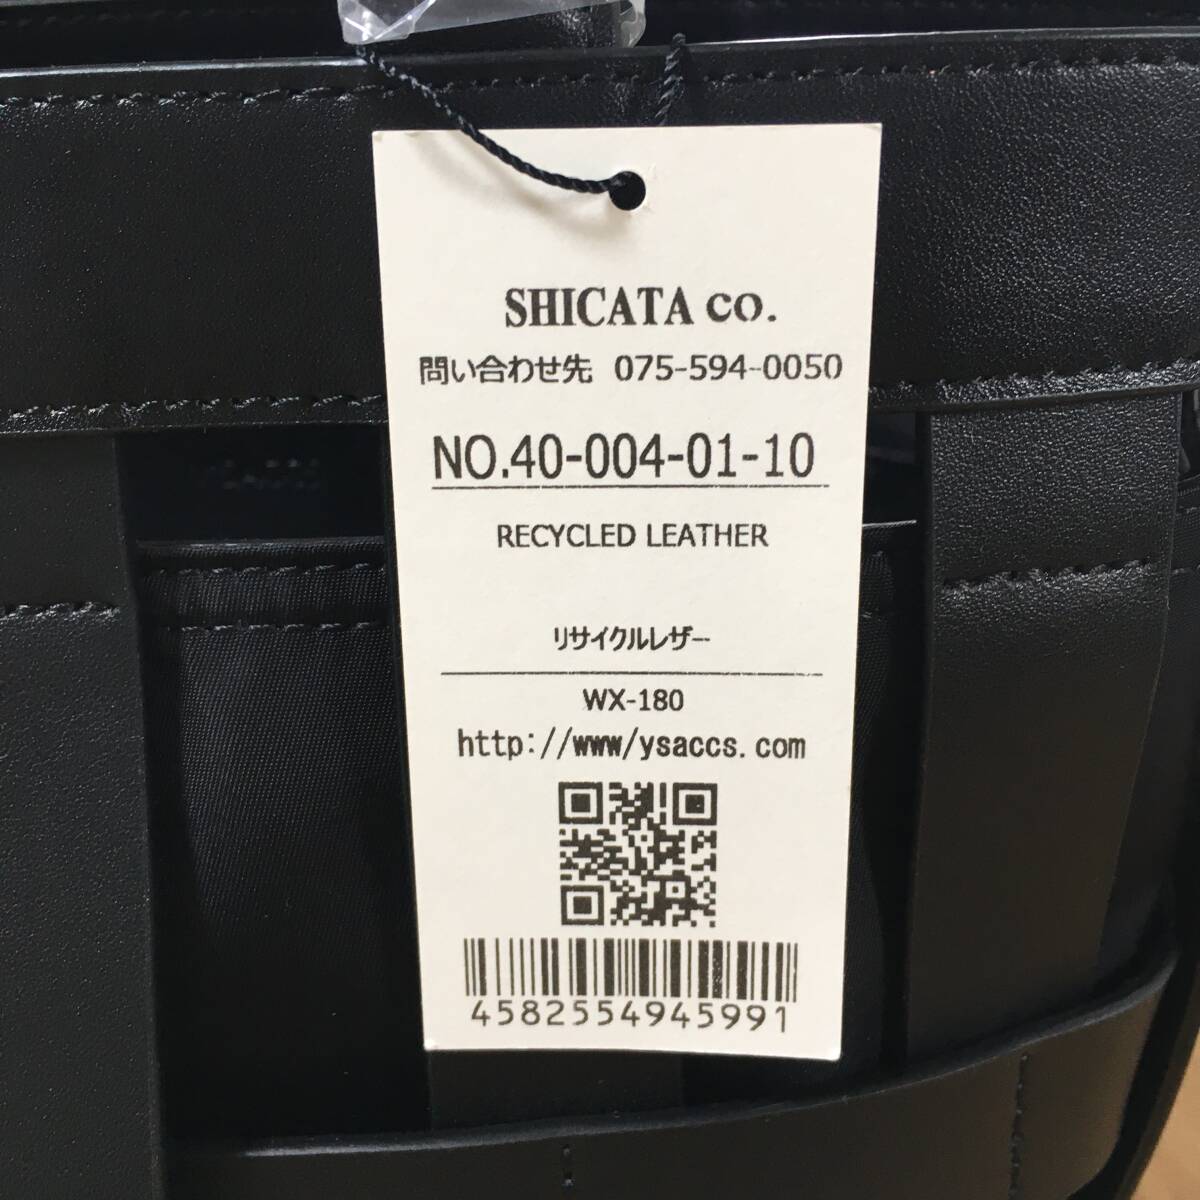 SHICATA co.
問い合わせ先 075-594-0050
NO.40-004-01-10
RECYCLED LEATHER
リサイクルレザー
WX-180
http://www/ysaccs.com
4582554945991